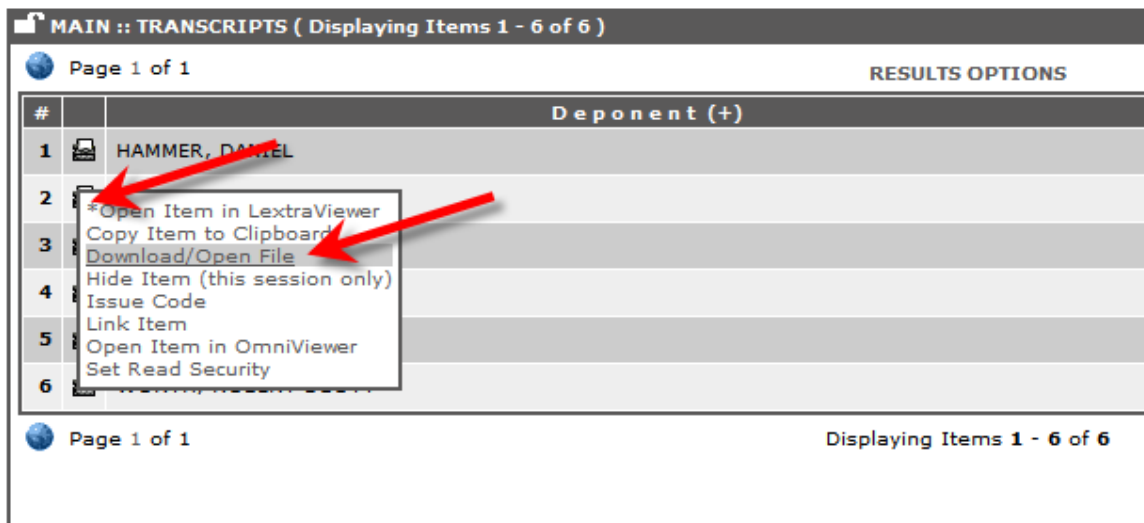 MAIN :: TRANSCRIPTS ( Displaying Items 1 - 6 of 6 )
Page 1 of 1
RESULTS OPTIONS
# Deponent (+)
1 HAMMER, DANIEL
2
*Open Item in LextraViewer
Copy Item to Clipboard
3
Download/Open File
Hide Item (this session only)
4
Issue Code
Link Item
5
Open Item in OmniViewer
Set Read Security
6
Page 1 of 1
Displaying Items 1 - 6 of 6